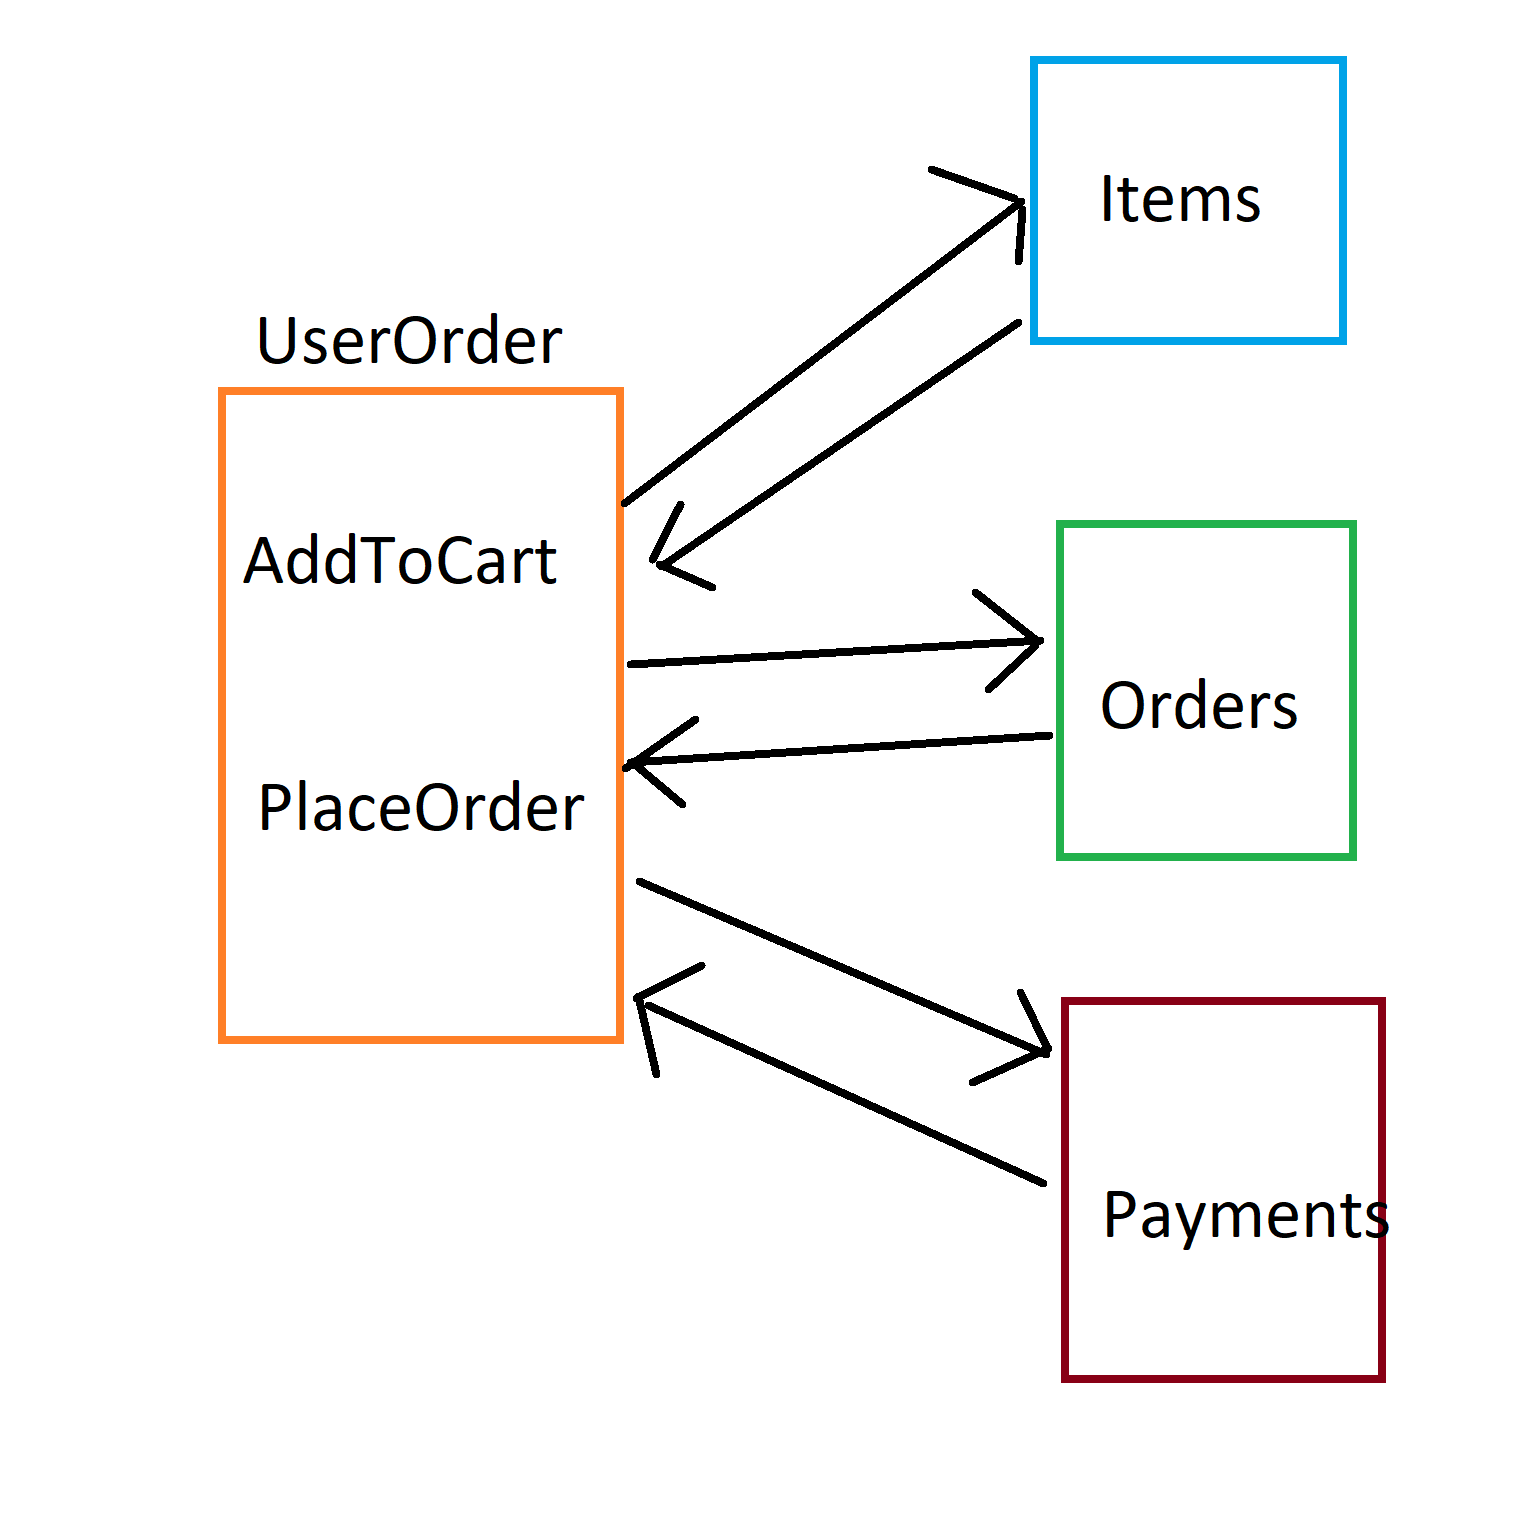 UserOrder
AddToCart
PlaceOrder
Items
Orders
Payments